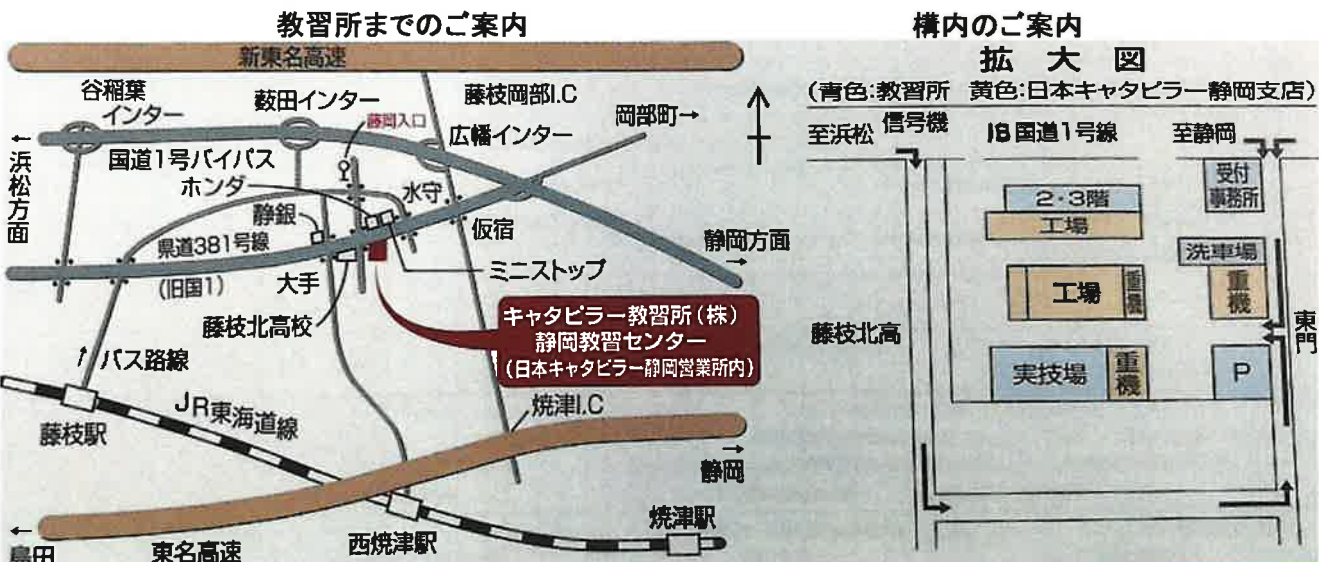 教習所までのご案内
新東名高速
谷稲葉
インター
藪田インター
藤枝岡部I.C
岡部町→
藤岡入口
広幡インター
←
浜松方面
国道1号バイパス
ホンダ
水守
静銀
仮宿
県道381号線
(旧国1)
大手
静岡方面
→
ミニストップ
藤枝北高校
キャタピラー教習所(株)
静岡教習センター
(日本キャタピラー静岡営業所内)
↑バス路線
JR東海道線
藤枝駅
焼津I.C
→
静岡
←
島田
東名高速
西焼津駅
焼津駅
構内のご案内
拡大図
(青色:教習所 黄色:日本キャタピラー静岡支店)
至浜松
信号機
旧国道1号線
至静岡
受付
事務所
2・3階
工場
洗車場
工場
重機
重機
藤枝北高
東門
実技場
重機
P